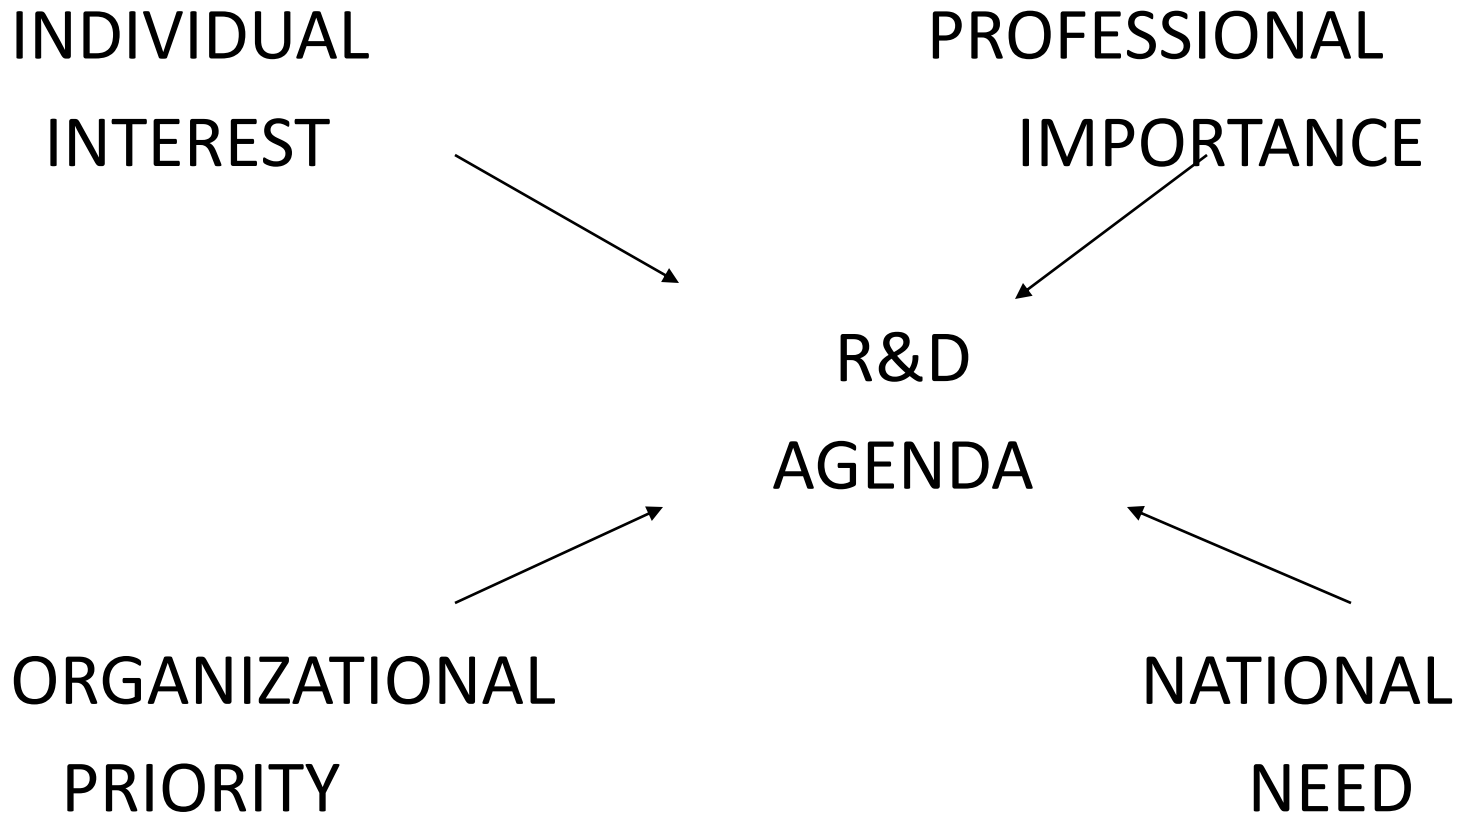 INDIVIDUAL
INTEREST
PROFESSIONAL
IMPORTANCE
R&D
AGENDA
ORGANIZATIONAL
PRIORITY
NATIONAL
NEED